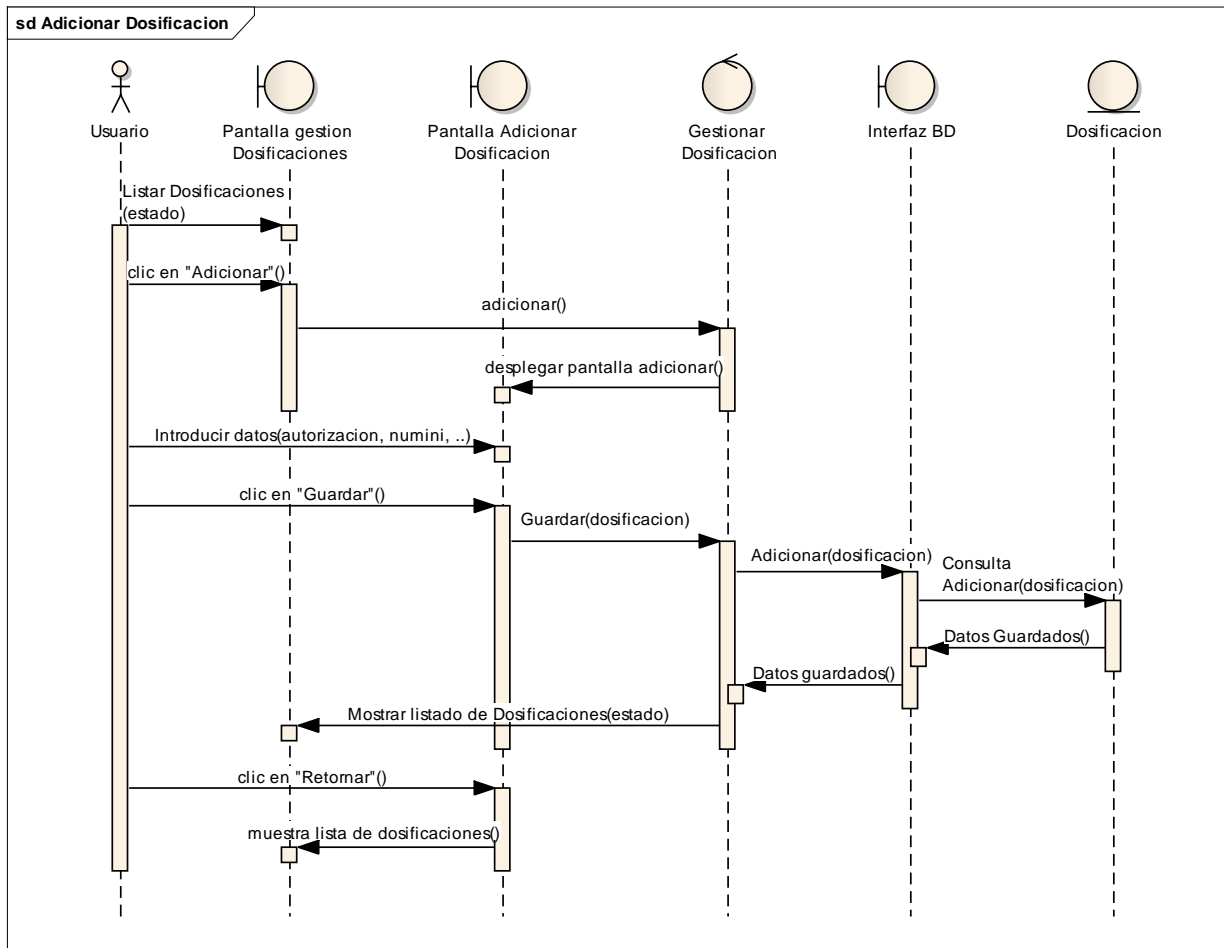 sd Adicionar Dosificacion
Usuario
Pantalla gestion
Dosificaciones
Pantalla Adicionar
Dosificacion
Gestionar
Dosificacion
Interfaz BD
Dosificacion
Listar Dosificaciones
(estado)
clic en "Adicionar"()
adicionar()
desplegar pantalla adicionar()
Introducir datos(autorizacion, numini, ..)
clic en "Guardar"()
Guardar(dosificacion)
Adicionar(dosificacion)
Consulta
Adicionar(dosificacion)
Datos Guardados()
Datos guardados()
Mostrar listado de Dosificaciones(estado)
clic en "Retornar"()
muestra lista de dosificaciones()